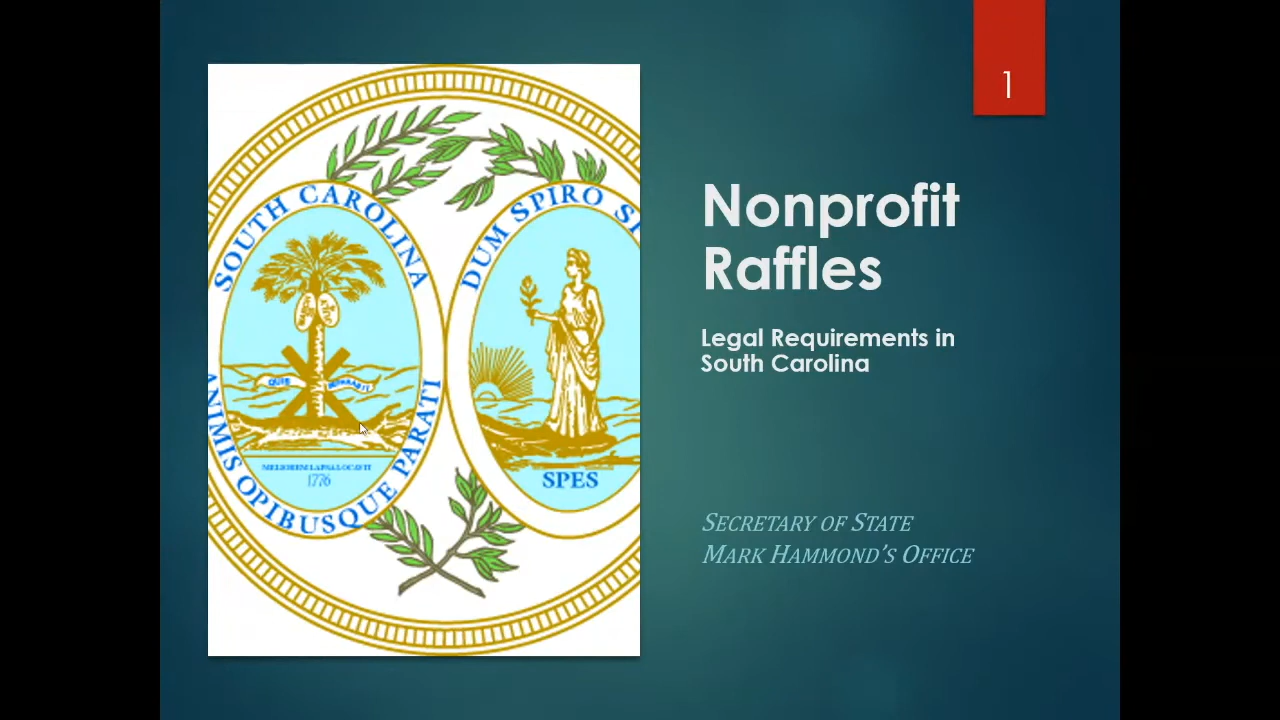 1
SOUTH CAROLINA
ANIMIS OPIBUSQUE PARATI
QUIS
1776
DUM SPIRO SP
SPES
Nonprofit
Raffles
Legal Requirements in
South Carolina
SECRETARY OF STATE
MARK HAMMOND'S OFFICE